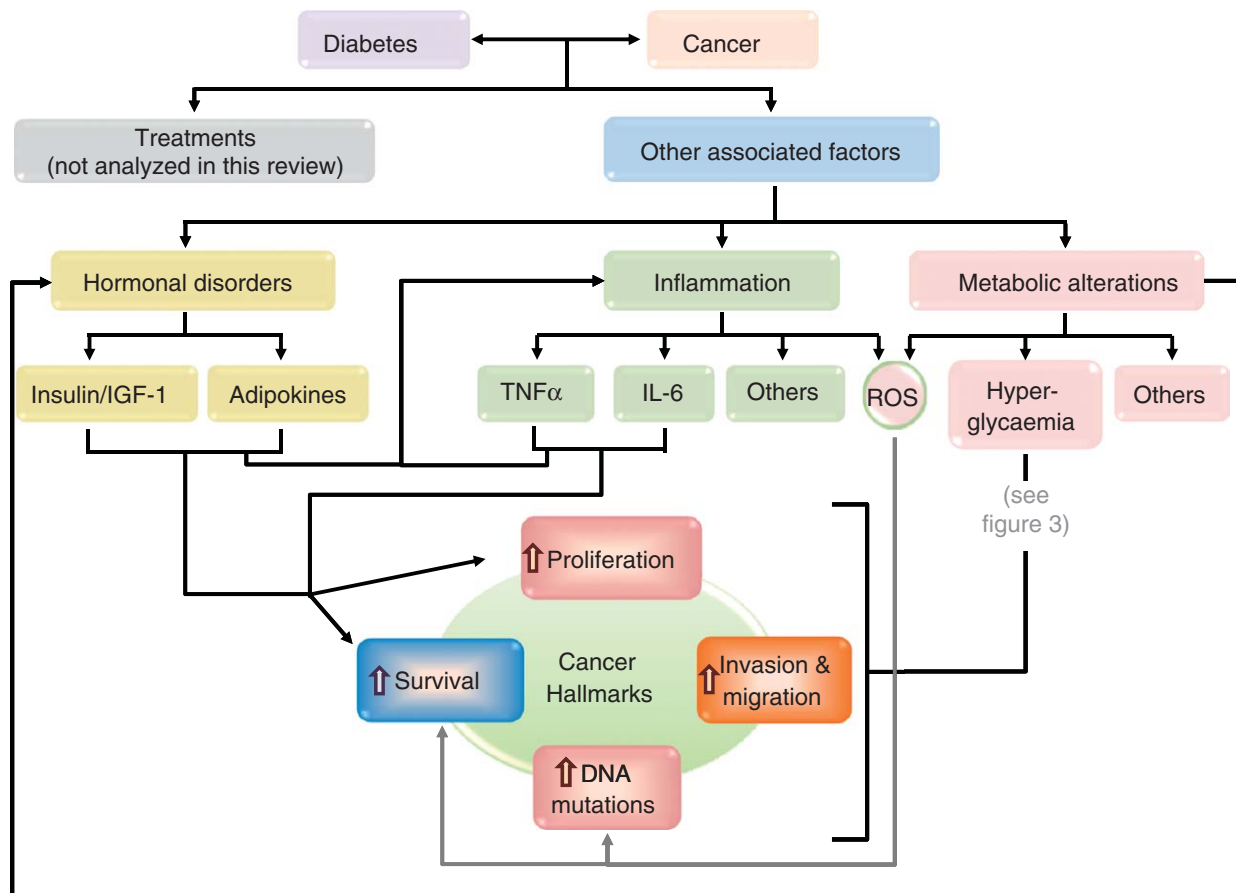 Diabetes
Cancer
Treatments
(not analyzed in this review)
Other associated factors
Hormonal disorders
Inflammation
Metabolic alterations
Insulin/IGF-1
Adipokines
TNFα
IL-6
Others
ROS
Hyper-
glycaemia
Others
(see
figure 3)
Proliferation
Survival
Cancer
Hallmarks
Invasion &
migration
DNA
mutations